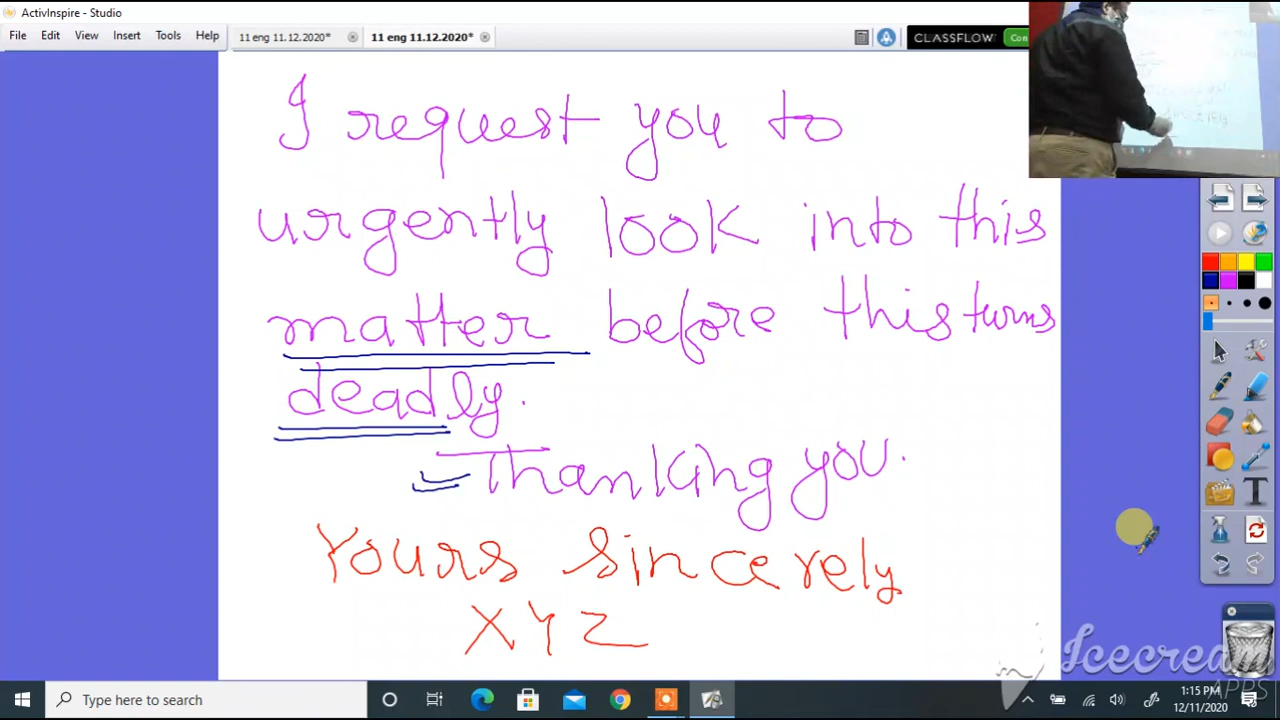 ActivInspire - Studio
File Edit View Insert Tools Help
11 eng 11.12.2020* 11 eng 11.12.2020* CLASSFLOW Con
I request you to
urgently look into this
matter before this turns
deadly.
Thanking you.
Yours sincerely
XYZ
Icecream
APPS
Type here to search
1:15 PM
12/11/2020